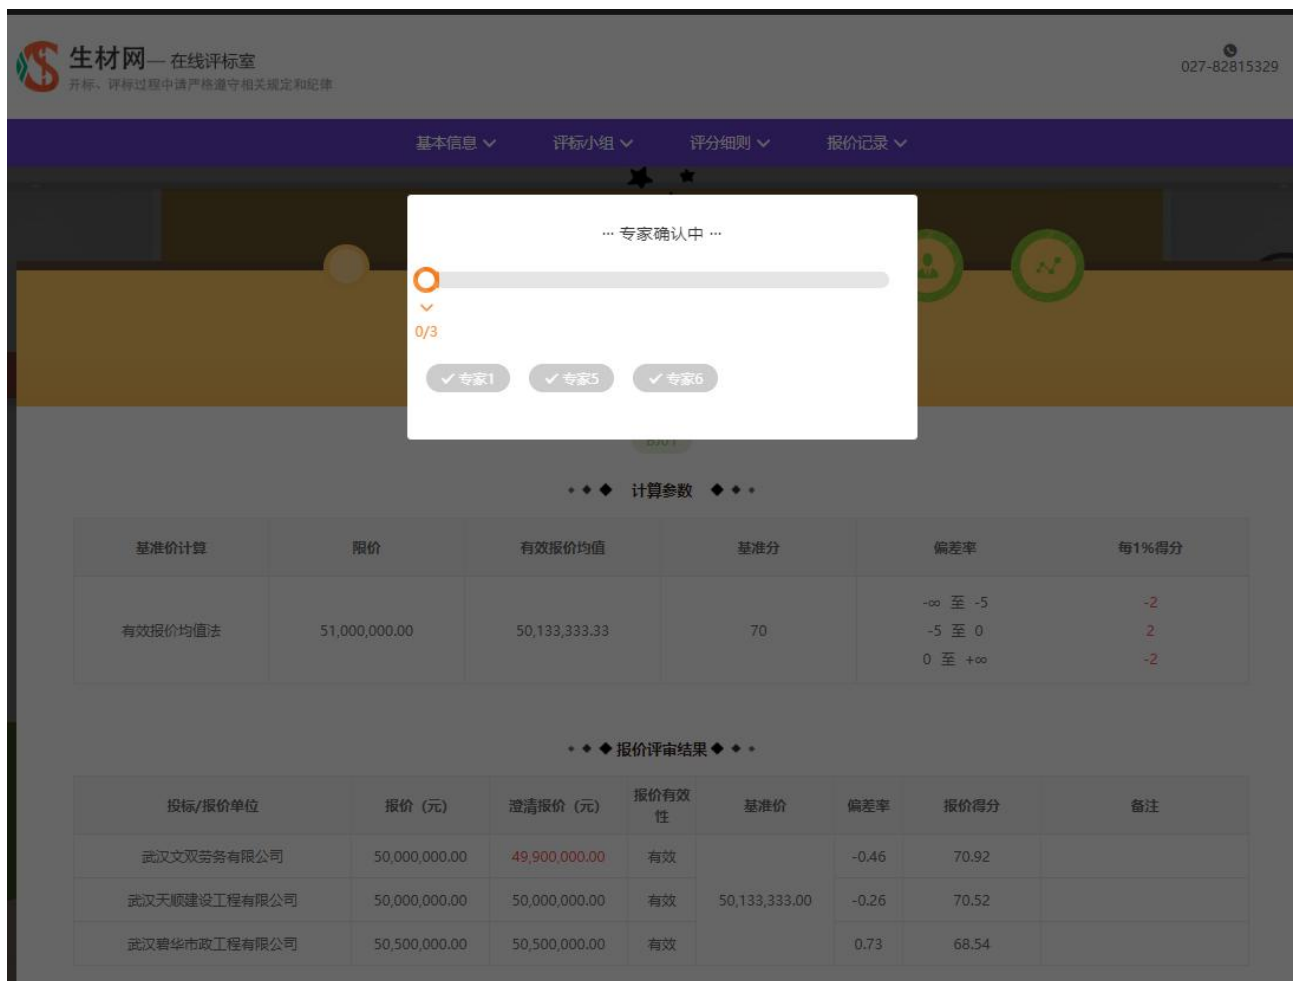 生材网— 在线评标室
开标、评标过程中请严格遵守相关规定和纪律
027-82815329
基本信息 评标小组 评分细则 报价记录
··· 专家确认中 ···
0/3
专家1 专家5 专家6
计算参数
基准价计算 限价 有效报价均值 基准分 偏差率 每1%得分
-∞ 至 -5 -2
有效报价均值法 51,000,000.00 50,133,333.33 70 -5 至 0 2
0 至 +∞ -2
报价评审结果
投标/报价单位 报价（元） 澄清报价（元） 报价有效性 基准价 偏差率 报价得分 备注
武汉文双劳务有限公司 50,000,000.00 49,900,000.00 有效 -0.46 70.92
武汉天顺建设工程有限公司 50,000,000.00 50,000,000.00 有效 50,133,333.00 -0.26 70.52
武汉碧华市政工程有限公司 50,500,000.00 50,500,000.00 有效 0.73 68.54